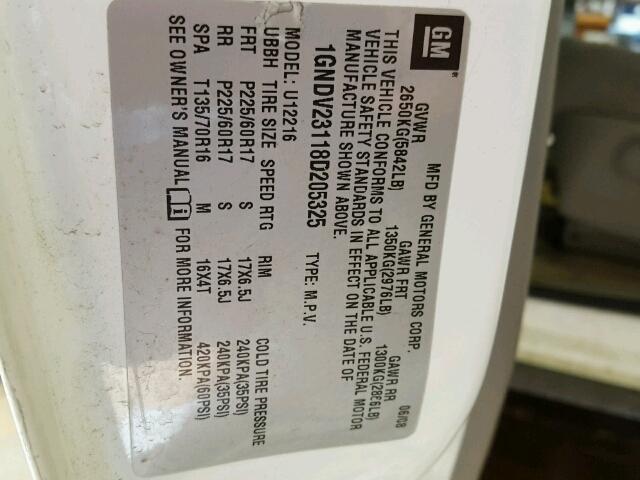 GM
MFD BY GENERAL MOTORS CORP. 06/08
GVWR GAWR FRT GAWR RR
2650KG(5842LB) 1350KG(2976LB) 1300KG(2866LB)
THIS VEHICLE CONFORMS TO ALL APPLICABLE U.S. FEDERAL MOTOR
VEHICLE SAFETY STANDARDS IN EFFECT ON THE DATE OF
MANUFACTURE SHOWN ABOVE.
1GNDV23118D205325 TYPE: M.P.V.
MODEL: U12216
UBBH TIRE SIZE SPEED RTG RIM COLD TIRE PRESSURE
FRT P225/60R17 S 17X6.5J 240KPA(35PSI)
RR P225/60R17 S 17X6.5J 240KPA(35PSI)
SPA T135/70R16 M 16X4T 420KPA(60PSI)
SEE OWNER'S MANUAL FOR MORE INFORMATION.